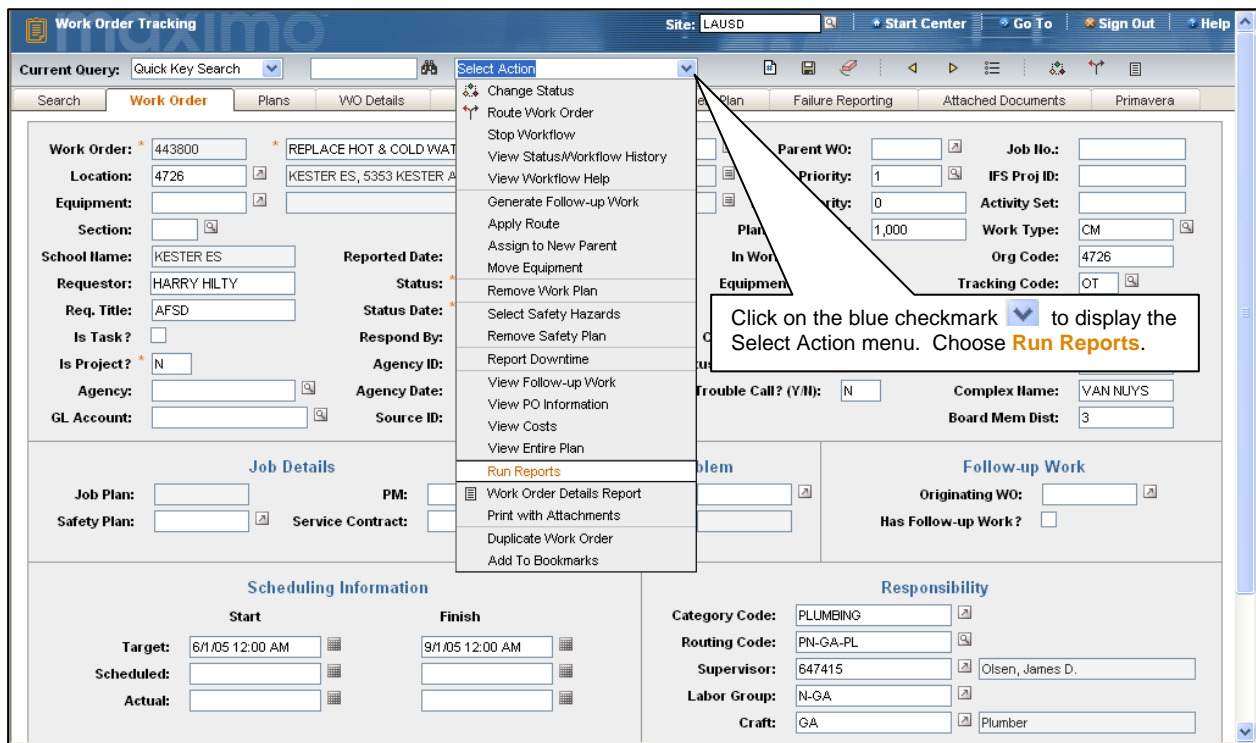 maximo
Work Order Tracking Site: LAUSD Start Center Go To Sign Out Help
Current Query: Quick Key Search Select Action
Search Work Order Plans WO Details Plan Failure Reporting Attached Documents Primavera
Change Status
Route Work Order
Stop Workflow
View Status/Workflow History
View Workflow Help
Generate Follow-up Work
Apply Route
Assign to New Parent
Move Equipment
Remove Work Plan
Select Safety Hazards
Remove Safety Plan
Report Downtime
View Follow-up Work
View PO Information
View Costs
View Entire Plan
Run Reports
Work Order Details Report
Print with Attachments
Duplicate Work Order
Add To Bookmarks
Work Order: * 443800 * REPLACE HOT & COLD WAT Parent WO: Job No.:
Location: 4726 KESTER ES, 5353 KESTER A Priority: 1 IFS Proj ID:
Equipment: 0 Activity Set:
Section: Plan 1,000 Work Type: CM
School Name: KESTER ES Reported Date: In Wor Org Code: 4726
Requestor: HARRY HILTY Status: * Equipmen Tracking Code: OT
Req. Title: AFSD Status Date: *
Is Task? Respond By:
Is Project? * N Agency ID:
Agency: Agency Date: Trouble Call? (Y/N): N Complex Name: VAN NUYS
GL Account: Source ID: Board Mem Dist: 3
Click on the blue checkmark to display the
Select Action menu. Choose Run Reports.
Job Details blem Follow-up Work
Job Plan: PM: Originating WO:
Safety Plan: Service Contract: Has Follow-up Work?
Scheduling Information Responsibility
Start Finish Category Code: PLUMBING
Target: 6/1/05 12:00 AM 9/1/05 12:00 AM Routing Code: PN-GA-PL
Scheduled: Supervisor: 647415 Olsen, James D.
Actual: Labor Group: N-GA
Craft: GA Plumber